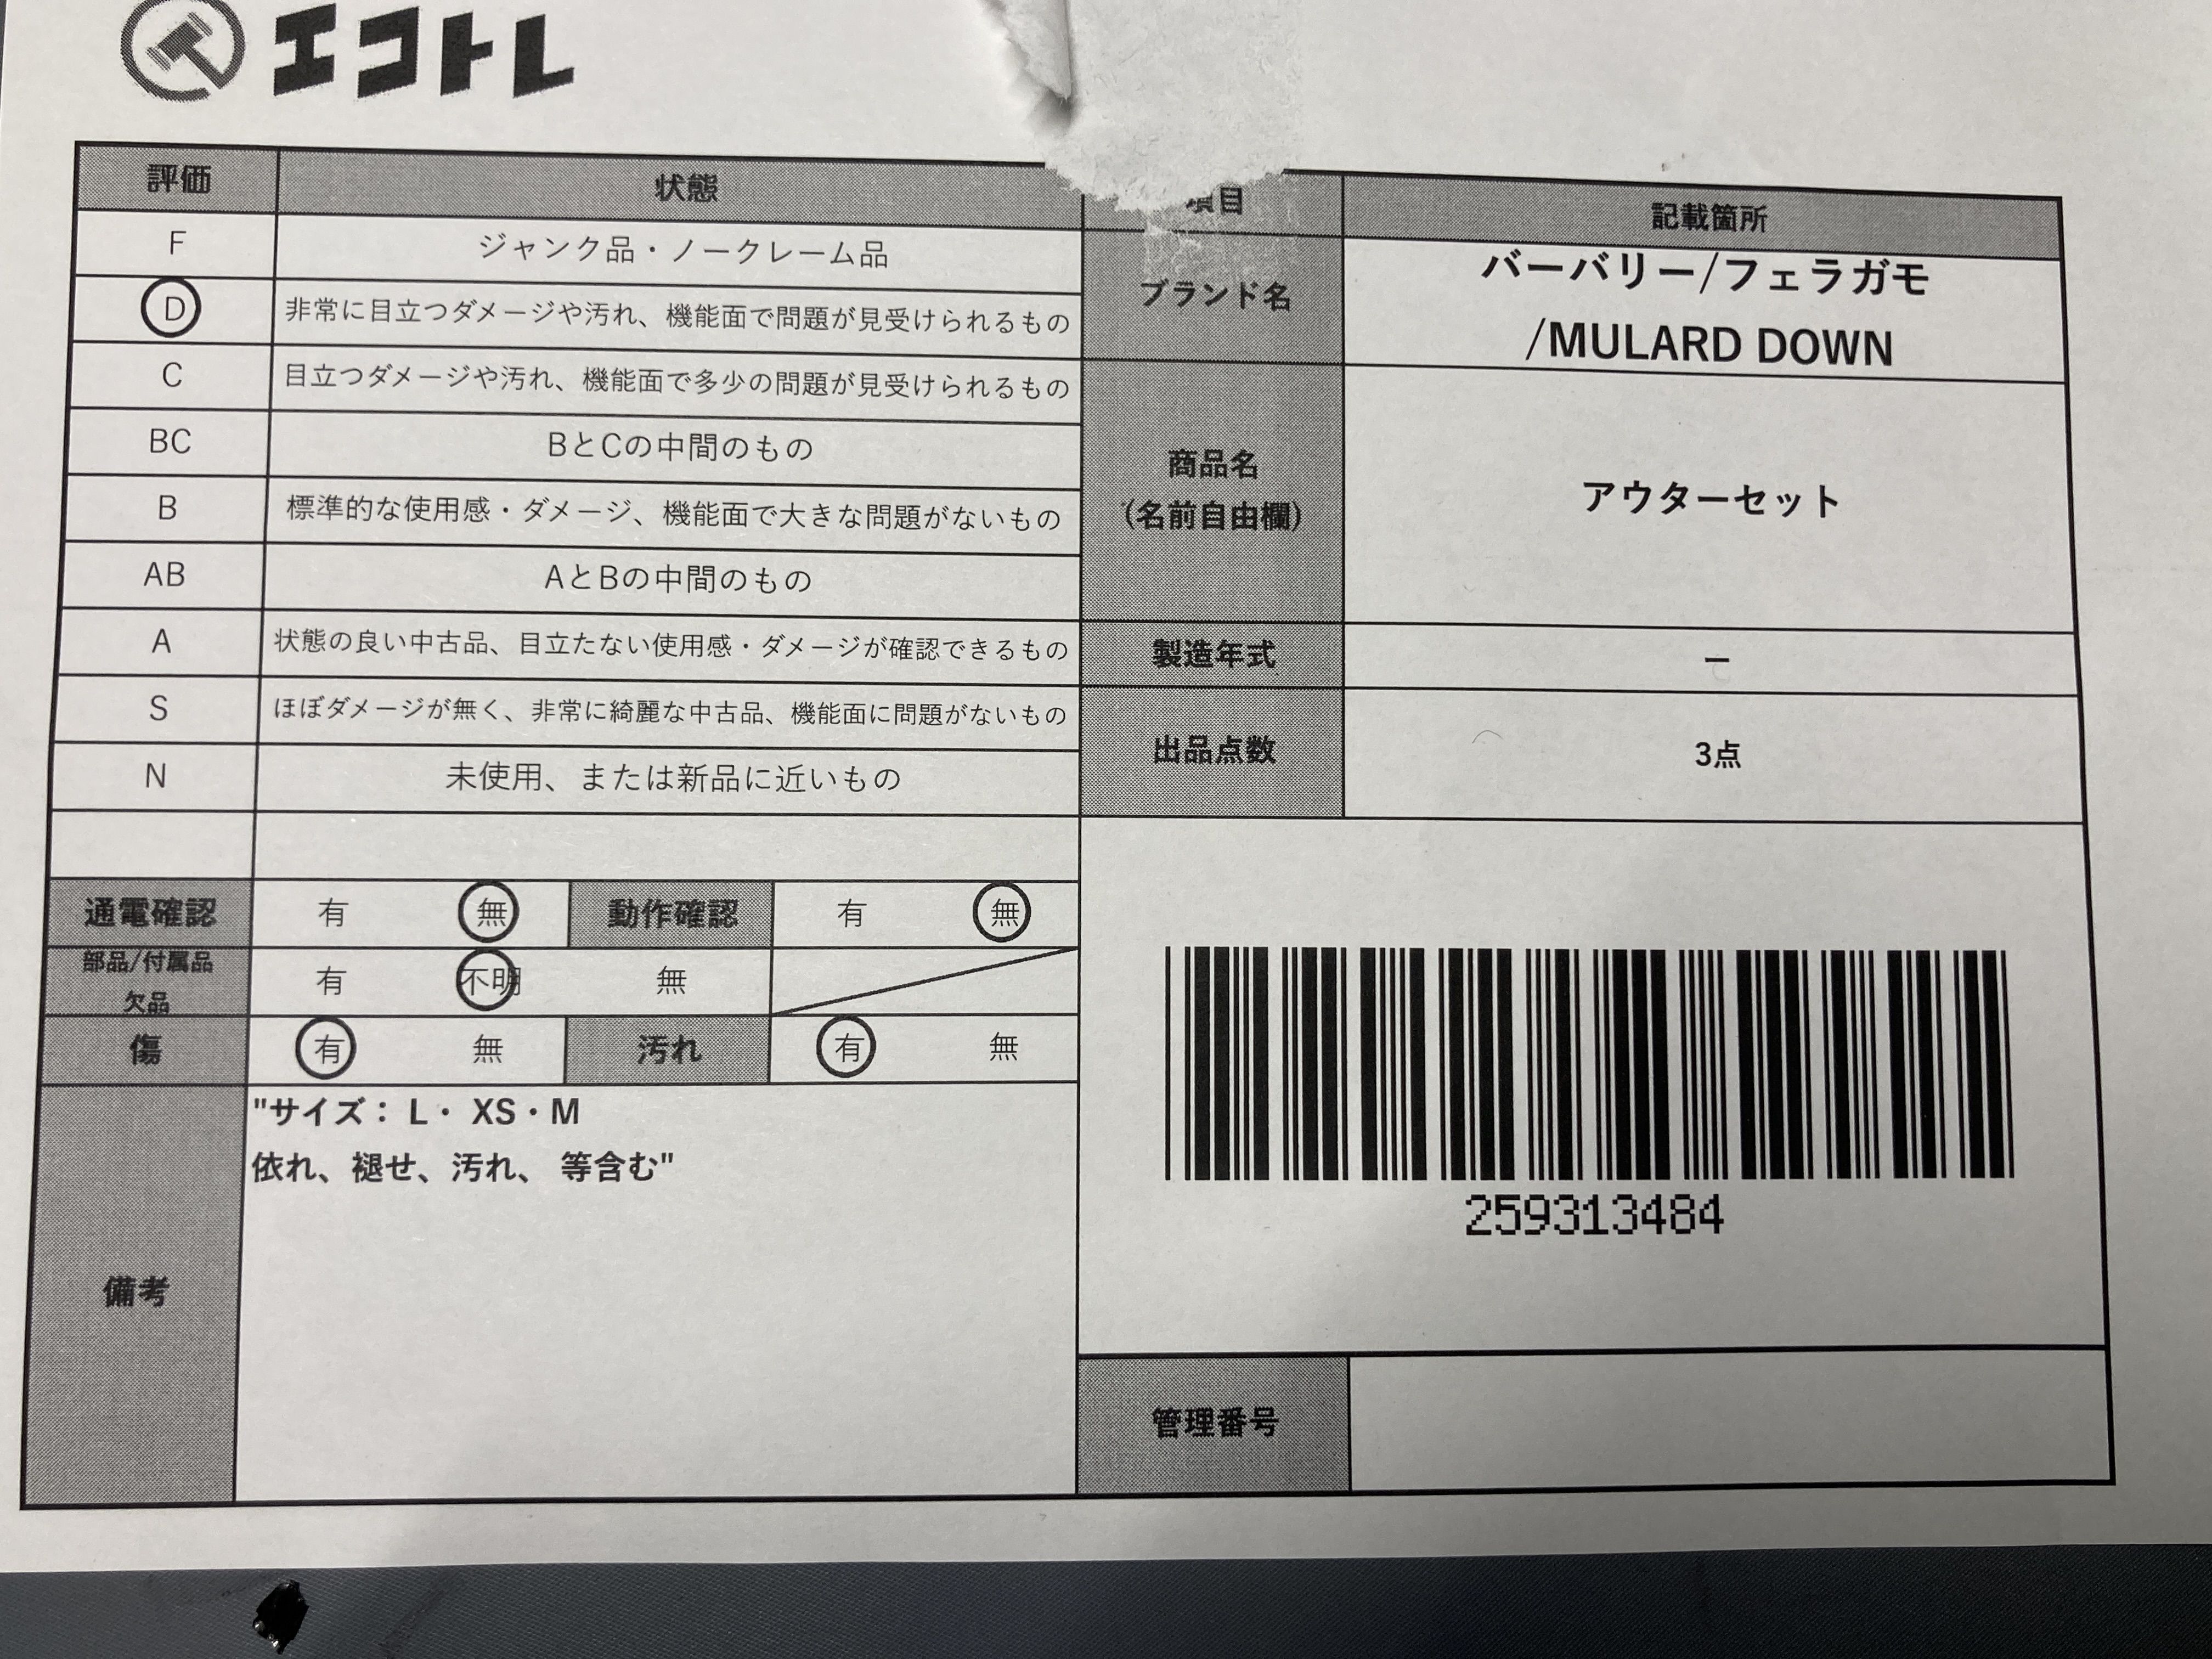 エコトレ
評価 状態
F ジャンク品・ノークレーム品
D 非常に目立つダメージや汚れ、機能面で問題が見受けられるもの
C 目立つダメージや汚れ、機能面で多少の問題が見受けられるもの
BC BとCの中間のもの
B 標準的な使用感・ダメージ、機能面で大きな問題がないもの
AB AとBの中間のもの
A 状態の良い中古品、目立たない使用感・ダメージが確認できるもの
S ほぼダメージが無く、非常に綺麗な中古品、機能面に問題がないもの
N 未使用、または新品に近いもの
通電確認 有 無 動作確認 有 無
部品/付属品
欠品 有 不明 無
傷 有 無 汚れ 有 無
備考
"サイズ： L・ XS・M
依れ、褪せ、汚れ、 等含む"
項目 記載箇所
ブランド名
バーバリー/フェラガモ
/MULARD DOWN
商品名
(名前自由欄)
アウターセット
製造年式 ー
出品点数 3点
259313484
管理番号